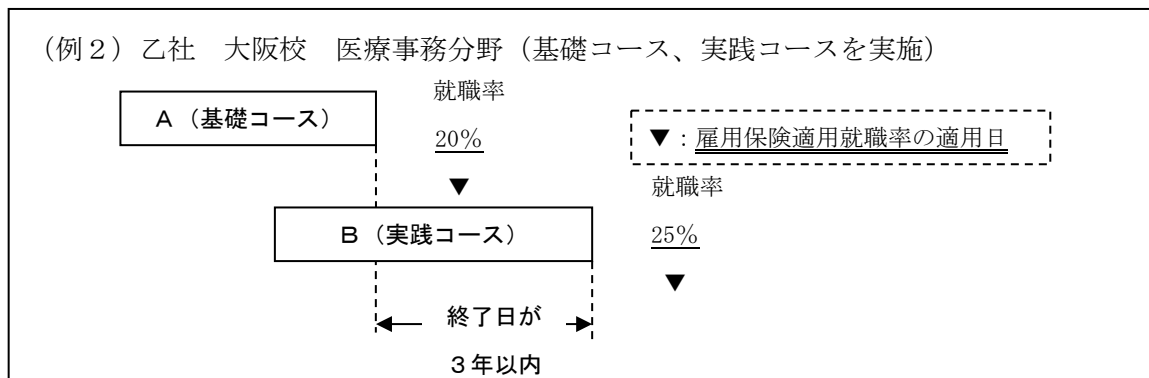 (例2)乙社 大阪校 医療事務分野(基礎コース、実践コースを実施)
就職率
A(基礎コース)
20%
▼:雇用保険適用就職率の適用日
▼
就職率
B(実践コース)
25%
▼
終了日が
3年以内